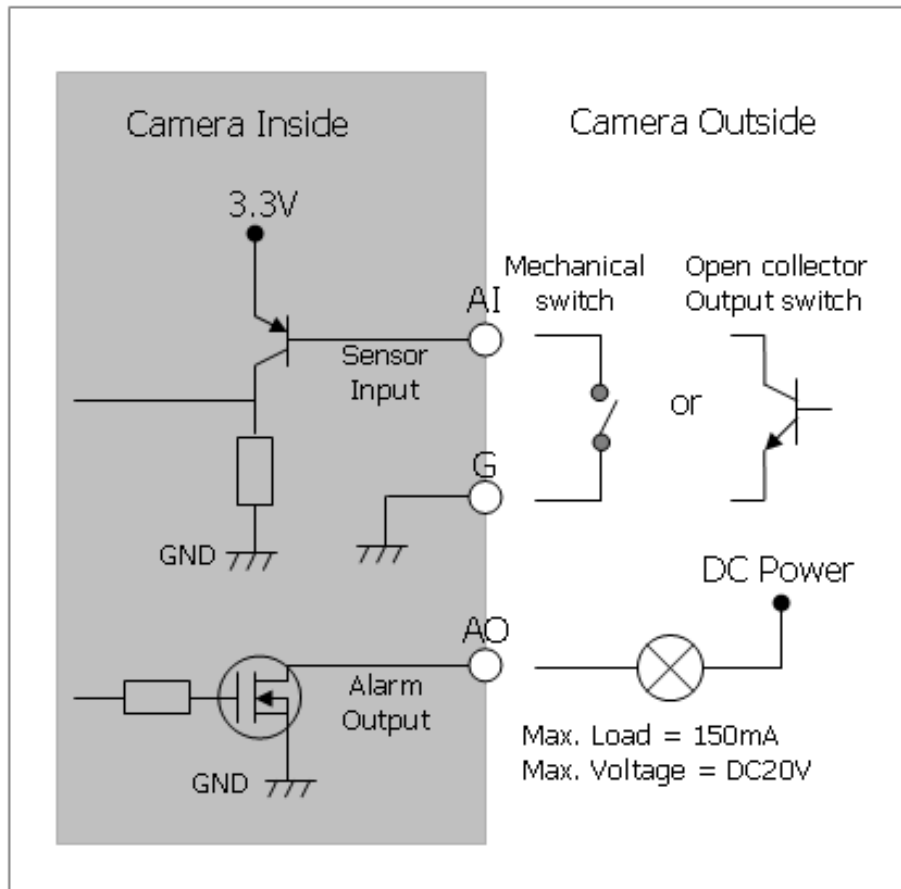 Camera Inside
Camera Outside
3.3V
Mechanical
switch
Open collector
Output switch
AI
Sensor
Input
or
G
GND
DC Power
AO
Alarm
Output
GND
Max. Load = 150mA
Max. Voltage = DC20V